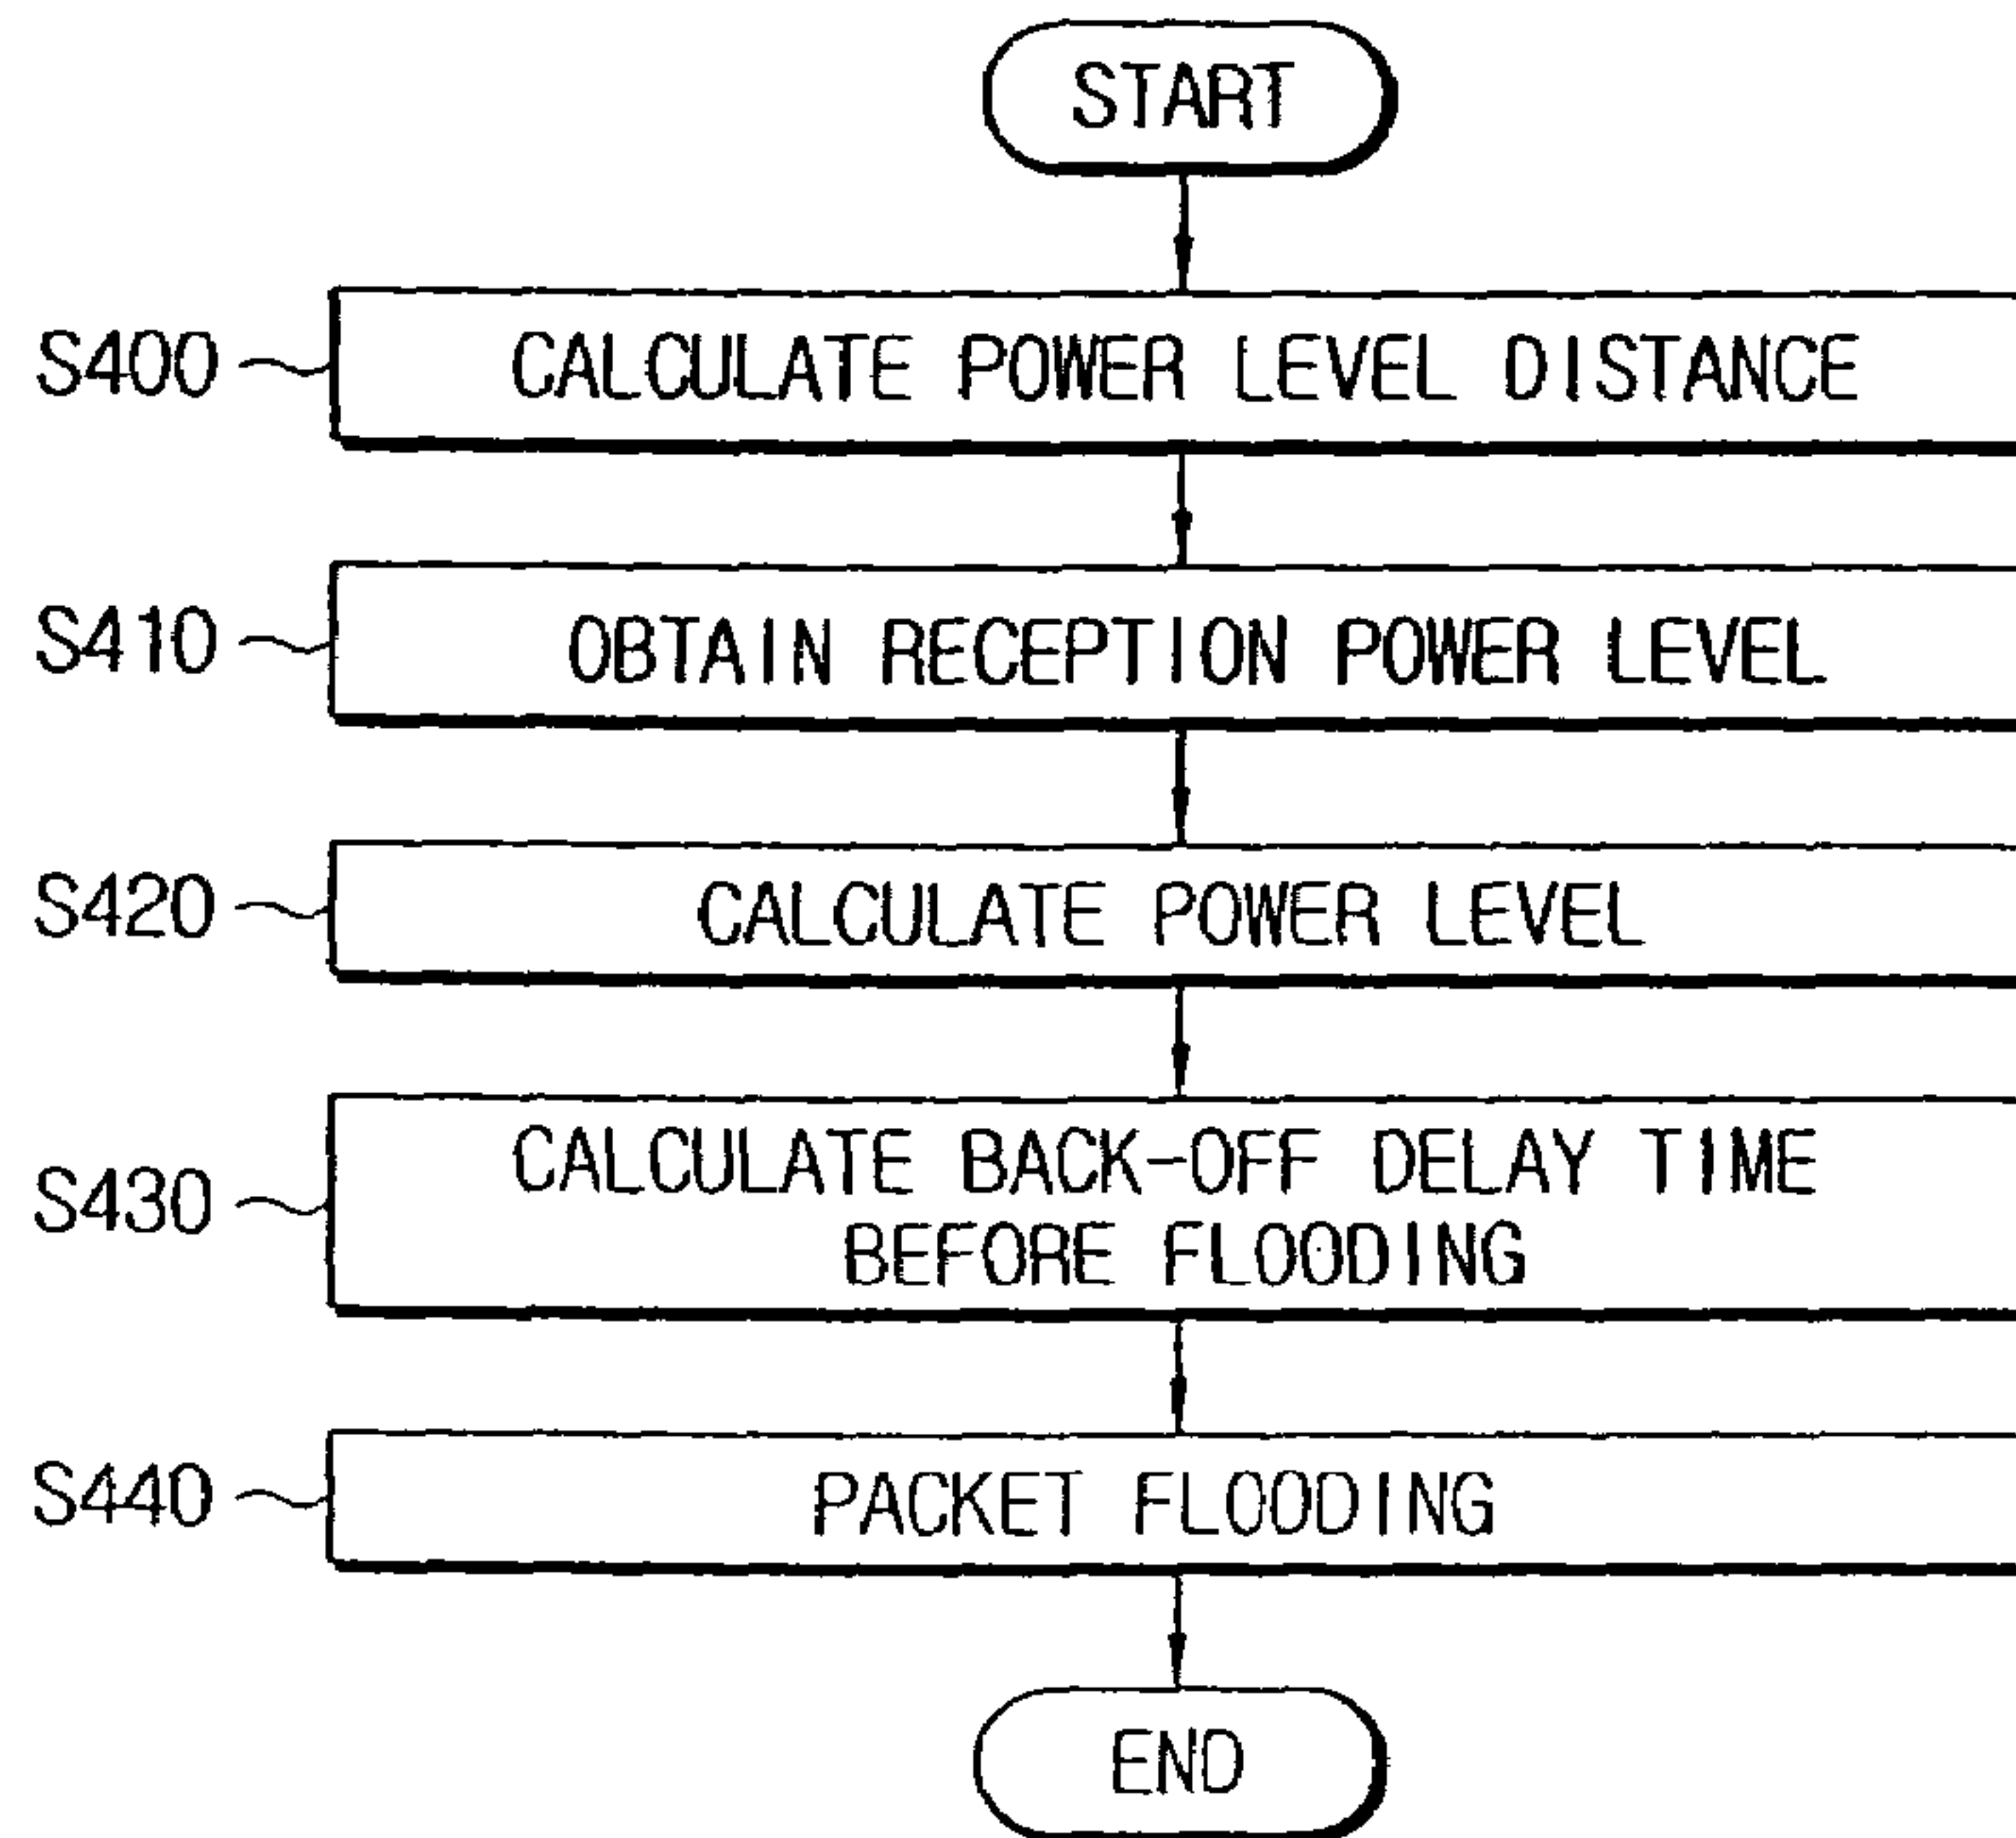 START
S400 CALCULATE POWER LEVEL DISTANCE
S410 OBTAIN RECEPTION POWER LEVEL
S420 CALCULATE POWER LEVEL
S430 CALCULATE BACK-OFF DELAY TIME
BEFORE FLOODING
S440 PACKET FLOODING
END